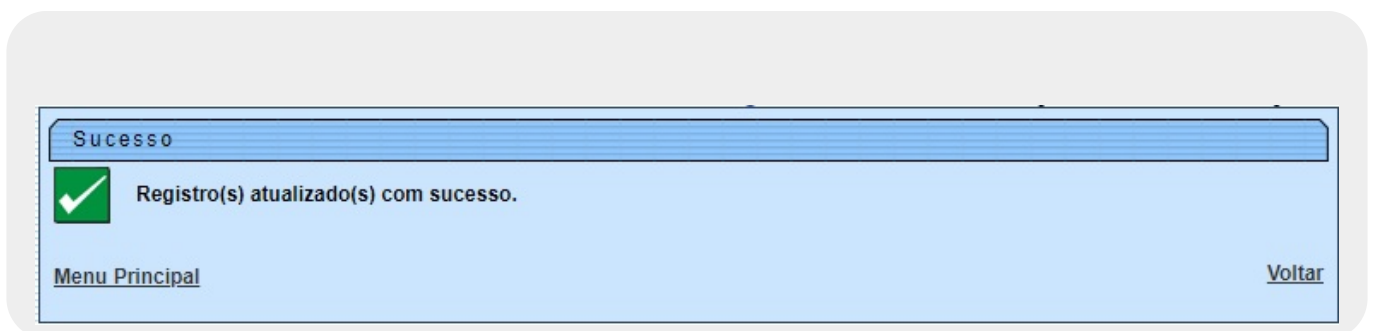 Sucesso
Registro(s) atualizado(s) com sucesso.
Menu Principal
Voltar